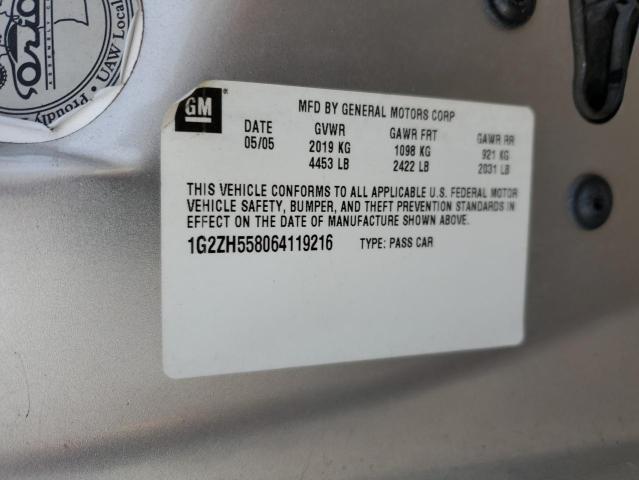 Proudly
UAW Local
GM
MFD BY GENERAL MOTORS CORP
DATE GVWR GAWR FRT GAWR RR
05/05 2019 KG 1098 KG 921 KG
4453 LB 2422 LB 2031 LB
THIS VEHICLE CONFORMS TO ALL APPLICABLE U.S. FEDERAL MOTOR
VEHICLE SAFETY, BUMPER, AND THEFT PREVENTION STANDARDS IN
EFFECT ON THE DATE OF MANUFACTURE SHOWN ABOVE.
1G2ZH558064119216 TYPE: PASS CAR